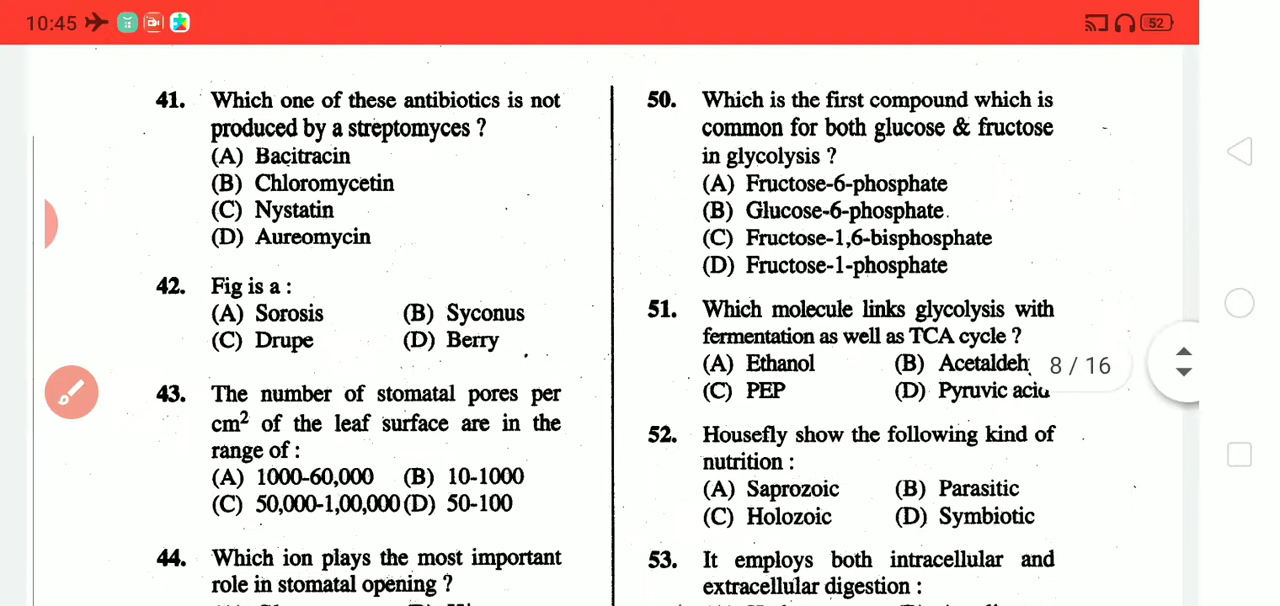 10:45
52
41. Which one of these antibiotics is not
produced by a streptomyces ?
(A) Bacitracin
(B) Chloromycetin
(C) Nystatin
(D) Aureomycin
42. Fig is a :
(A) Sorosis (B) Syconus
(C) Drupe (D) Berry
43. The number of stomatal pores per
cm² of the leaf surface are in the
range of :
(A) 1000-60,000 (B) 10-1000
(C) 50,000-1,00,000 (D) 50-100
44. Which ion plays the most important
role in stomatal opening ?
50. Which is the first compound which is
common for both glucose & fructose
in glycolysis ?
(A) Fructose-6-phosphate
(B) Glucose-6-phosphate
(C) Fructose-1,6-bisphosphate
(D) Fructose-1-phosphate
51. Which molecule links glycolysis with
fermentation as well as TCA cycle ?
(A) Ethanol (B) Acetaldeh
(C) PEP (D) Pyruvic acid
8 / 16
52. Housefly show the following kind of
nutrition :
(A) Saprozoic (B) Parasitic
(C) Holozoic (D) Symbiotic
53. It employs both intracellular and
extracellular digestion :